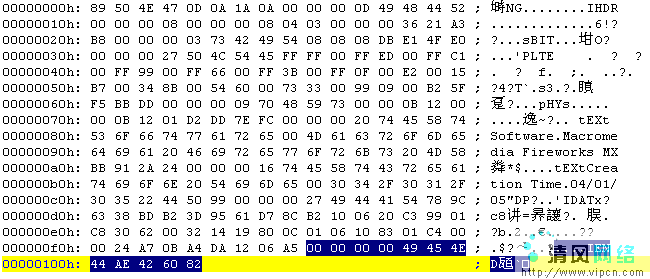 00000000h: 89 50 4E 47 0D 0A 1A 0A 00 00 00 0D 49 48 44 52 ; 塒NG........IHDR
00000010h: 00 00 00 08 00 00 00 08 04 03 00 00 00 36 21 A3 ; .............6!?
00000020h: B8 00 00 00 03 73 42 49 54 08 08 08 DB E1 4F E0 ; ?...sBIT...坩O?
00000030h: 00 00 00 27 50 4C 54 45 FF FF 00 FF ED 00 FF C1 ; ...'PLTE
00000040h: 00 FF 99 00 FF 66 00 FF 3B 00 FF 0F 00 E2 00 15 ;
00000050h: B7 00 34 8B 00 54 60 00 73 33 00 99 09 00 B2 5F ;
00000060h: F5 BB DD 00 00 00 09 70 48 59 73 00 00 0B 12 00 ; ?...pHYs.....
00000070h: 00 0B 12 01 D2 DD 7E FC 00 00 00 20 74 45 58 74 ; ....逸~?.. tEXt
00000080h: 53 6F 66 74 77 61 72 65 00 4D 61 63 72 6F 6D 65 ; Software.Macrome
00000090h: 64 69 61 20 46 69 72 65 77 6F 72 6B 73 20 4D 58 ; dia Fireworks MX
000000a0h: BB 91 2A 24 00 00 00 16 74 45 58 74 43 72 65 61 ; 粦*$....tEXtCrea
000000b0h: 74 69 6F 6E 20 54 69 6D 65 00 30 34 2F 30 31 2F ; tion Time.04/01/
000000c0h: 30 35 22 44 50 99 00 00 00 27 49 44 41 54 78 9C ; 05"DP?..'IDATx
000000d0h: 63 38 BD B2 3D 95 61 D7 8C B2 10 06 20 C3 99 01 ; c8讲=
000000e0h: C8 30 62 00 32 14 19 80 0C 01 06 10 83 01 C4 00 ; ?b.2.
000000f0h: 00 24 A7 0B A4 DA 12 06 A5 00 00 00 00 49 45 4E ; .$? IEN
00000100h: 44 AE 42 60 82 ; D瓸`
清风网络
www.vipcn.com